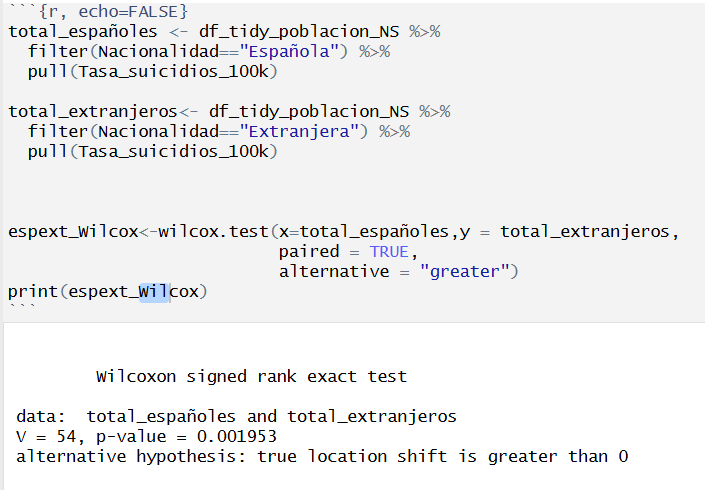 ```{r, echo=FALSE}
total_españoles <- df_tidy_poblacion_NS %>%
  filter(Nacionalidad=="Española") %>%
  pull(Tasa_suicidios_100k)

total_extranjeros<- df_tidy_poblacion_NS %>%
  filter(Nacionalidad=="Extranjera") %>%
  pull(Tasa_suicidios_100k)

espext_Wilcox<-wilcox.test(x=total_españoles,y = total_extranjeros,
                           paired = TRUE,
                           alternative = "greater")
print(espext_Wilcox)
```

        Wilcoxon signed rank exact test

data:  total_españoles and total_extranjeros
V = 54, p-value = 0.001953
alternative hypothesis: true location shift is greater than 0